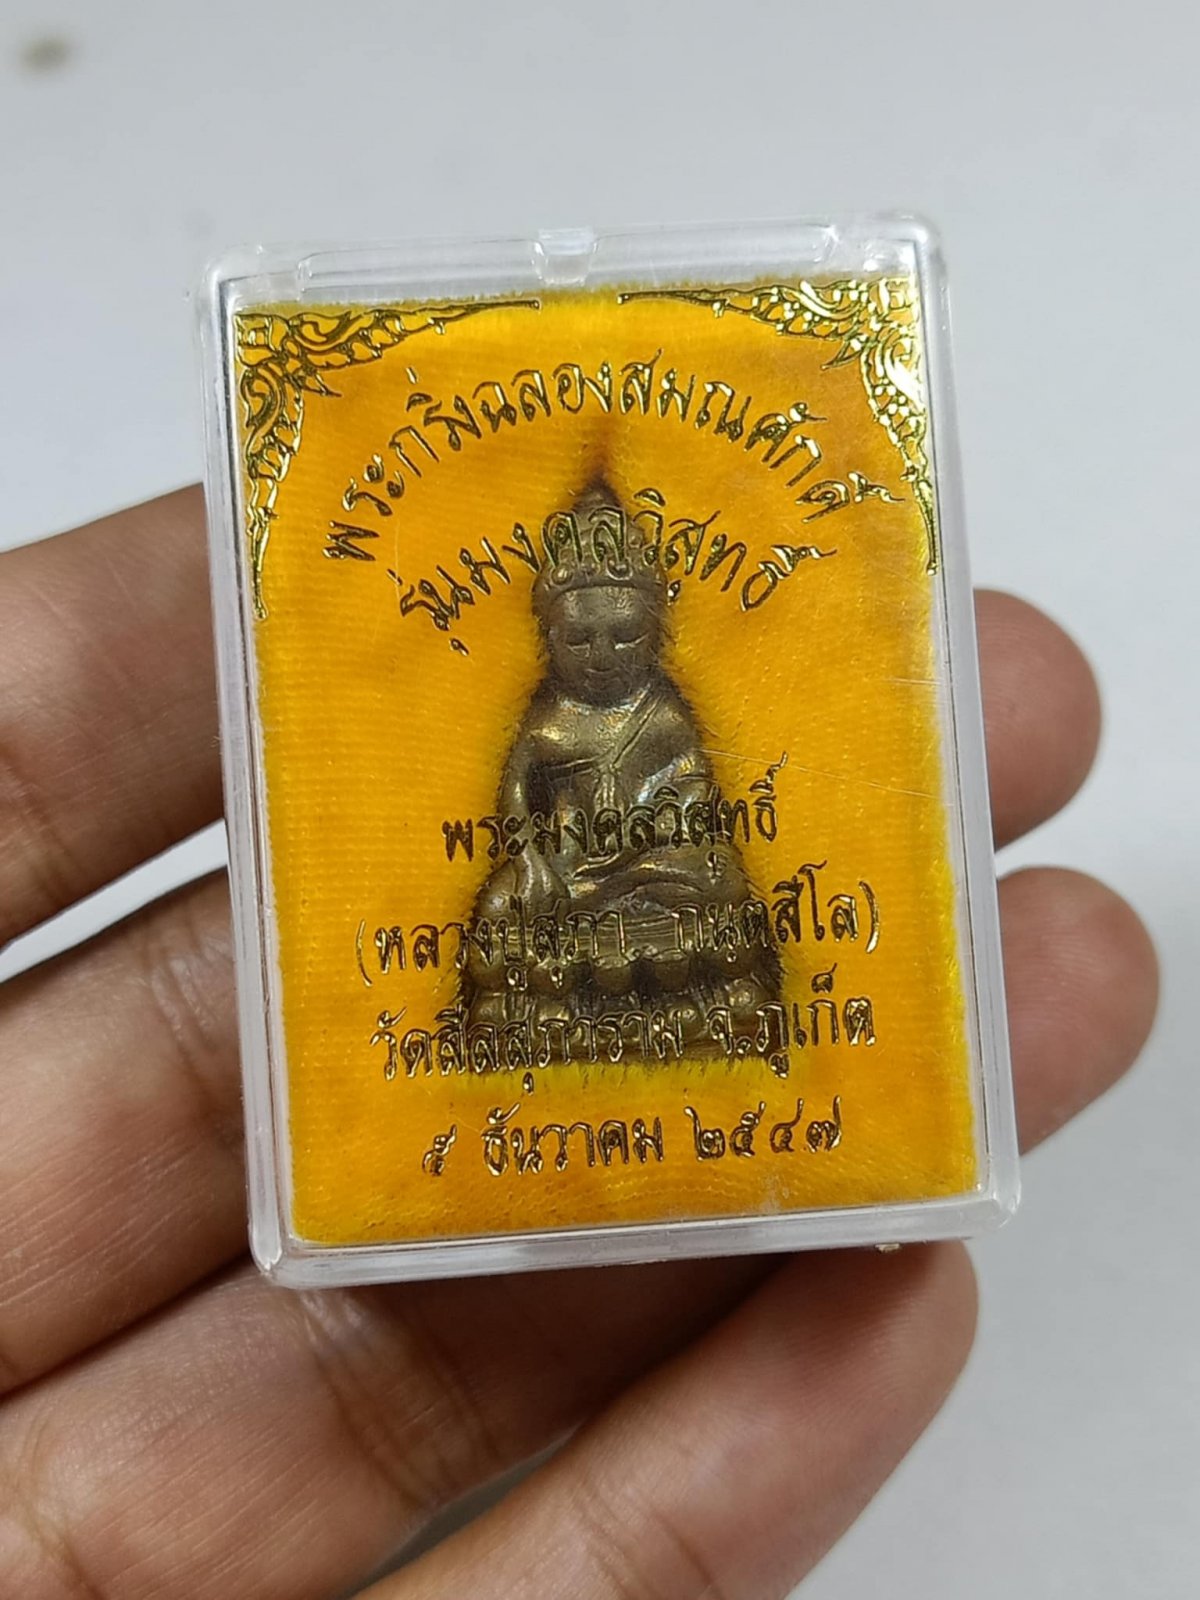 พระกริ่งฉลองสมณศักดิ์
รุ่นมงคลวิสุทธิ์
พระมงคลวิสุทธิ์
(หลวงปู่สุภา กนฺตสีโล)
วัดสีลสุภาราม จ.ภูเก็ต
๕ ธันวาคม ๒๕๔๗